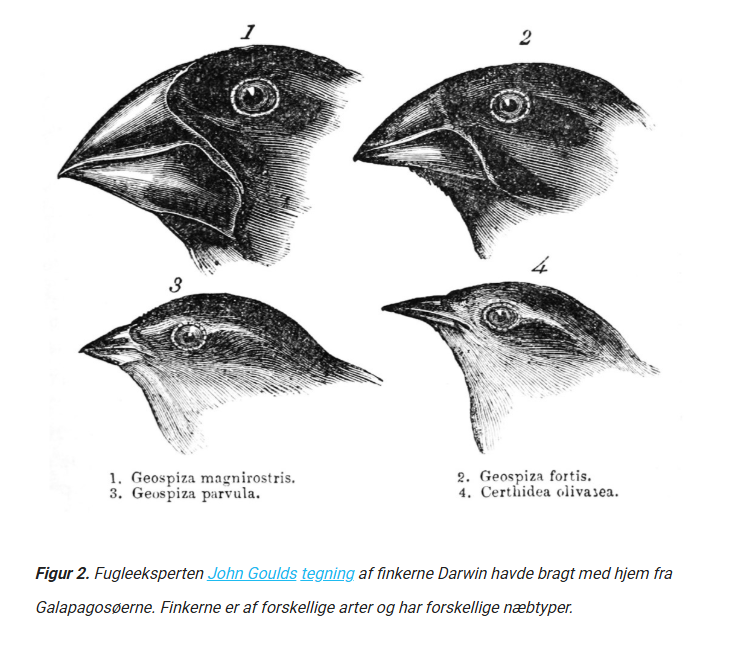 1
2
3
4
1. Geospiza magnirostris.
2. Geospiza fortis.
3. Geospiza parvula.
4. Certhidea olivasea.
Figur 2. Fugleeksperten John Goulds tegning af finkerne Darwin havde bragt med hjem fra
Galapagosøerne. Finkerne er af forskellige arter og har forskellige næbtyper.